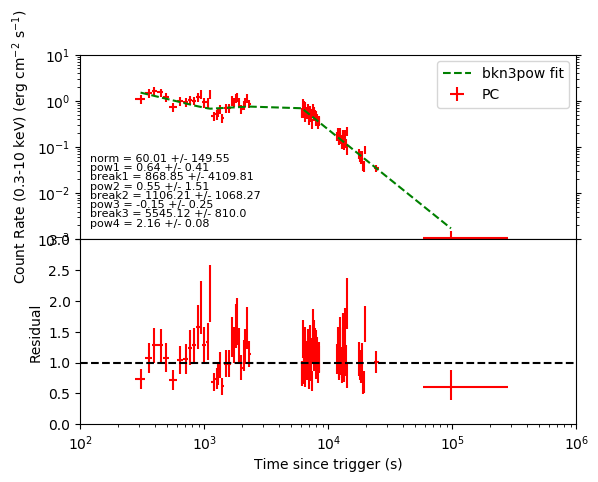 Count Rate (0.3-10 keV) (erg cm⁻² s⁻¹)
10¹
10⁰
10⁻¹
10⁻²
10⁻³
bkn3pow fit
PC
norm = 60.01 +/- 149.55
pow1 = 0.64 +/- 0.41
break1 = 868.81 +/- 4109.81
pow2 = 0.55 +/- 1.51
break2 = 1106.21 +/- 1068.27
pow3 = -0.15 +/- 0.25
break3 = 5545.12 +/- 810.0
pow4 = 2.16 +/- 0.08
Residual
3.0
2.5
2.0
1.5
1.0
0.5
0.0
10² 10³ 10⁴ 10⁵ 10⁶
Time since trigger (s)